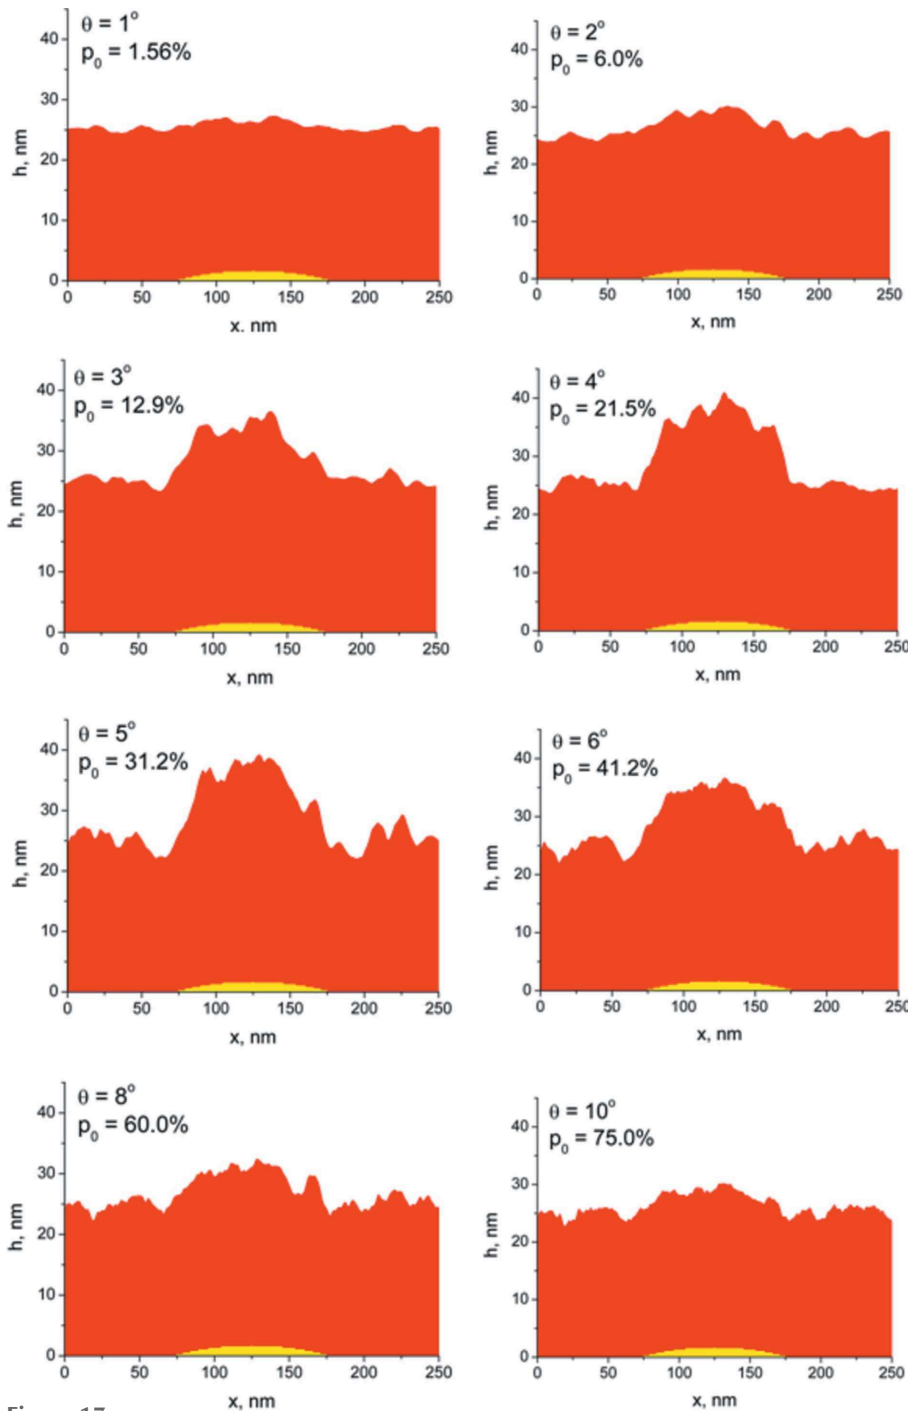 θ = 1°
p0 = 1.56%
40
30
20
10
0
h, nm
0 50 100 150 200 250
x. nm
θ = 2°
p0 = 6.0%
40
30
20
10
0
h, nm
0 50 100 150 200 250
x, nm
θ = 3°
p0 = 12.9%
40
30
20
10
0
h, nm
0 50 100 150 200 250
x, nm
θ = 4°
p0 = 21.5%
40
30
20
10
0
h, nm
0 50 100 150 200 250
x, nm
θ = 5°
p0 = 31.2%
40
30
20
10
0
h, nm
0 50 100 150 200 250
x, nm
θ = 6°
p0 = 41.2%
40
30
20
10
0
h, nm
0 50 100 150 200 250
x, nm
θ = 8°
p0 = 60.0%
40
30
20
10
0
h, nm
0 50 100 150 200 250
x, nm
θ = 10°
p0 = 75.0%
40
30
20
10
0
h, nm
0 50 100 150 200 250
x, nm